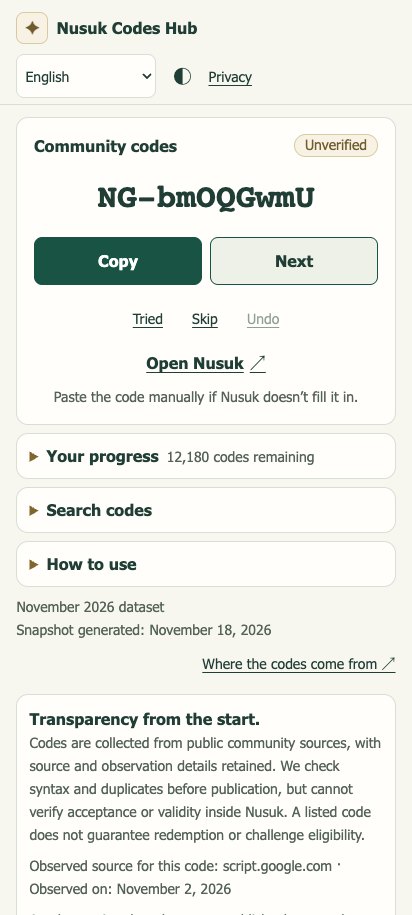 Nusuk Codes Hub
English
Privacy
Community codes
Unverified
NG-bmOQGwmU
Copy
Next
Tried
Skip
Undo
Open Nusuk ↗
Paste the code manually if Nusuk doesn’t fill it in.
Your progress 12,180 codes remaining
Search codes
How to use
November 2026 dataset
Snapshot generated: November 18, 2026
Where the codes come from ↗
Transparency from the start.
Codes are collected from public community sources, with
source and observation details retained. We check
syntax and duplicates before publication, but cannot
verify acceptance or validity inside Nusuk. A listed code
does not guarantee redemption or challenge eligibility.
Observed source for this code: script.google.com ·
Observed on: November 2, 2026